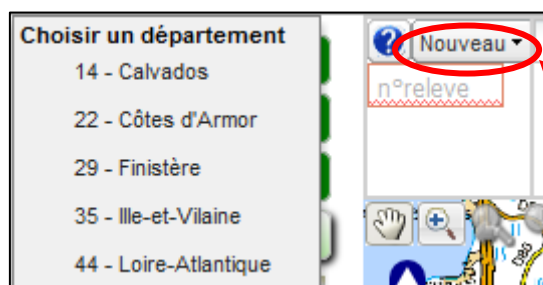 Choisir un département
14 - Calvados
22 - Côtes d'Armor
29 - Finistère
35 - Ille-et-Vilaine
44 - Loire-Atlantique
? Nouveau
n°releve